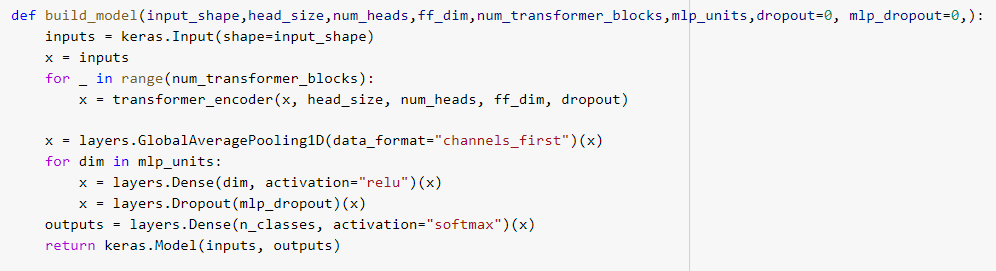 def build_model(input_shape,head_size,num_heads,ff_dim,num_transformer_blocks,mlp_units,dropout=0, mlp_dropout=0,):
    inputs = keras.Input(shape=input_shape)
    x = inputs
    for _ in range(num_transformer_blocks):
        x = transformer_encoder(x, head_size, num_heads, ff_dim, dropout)

    x = layers.GlobalAveragePooling1D(data_format="channels_first")(x)
    for dim in mlp_units:
        x = layers.Dense(dim, activation="relu")(x)
        x = layers.Dropout(mlp_dropout)(x)
    outputs = layers.Dense(n_classes, activation="softmax")(x)
    return keras.Model(inputs, outputs)